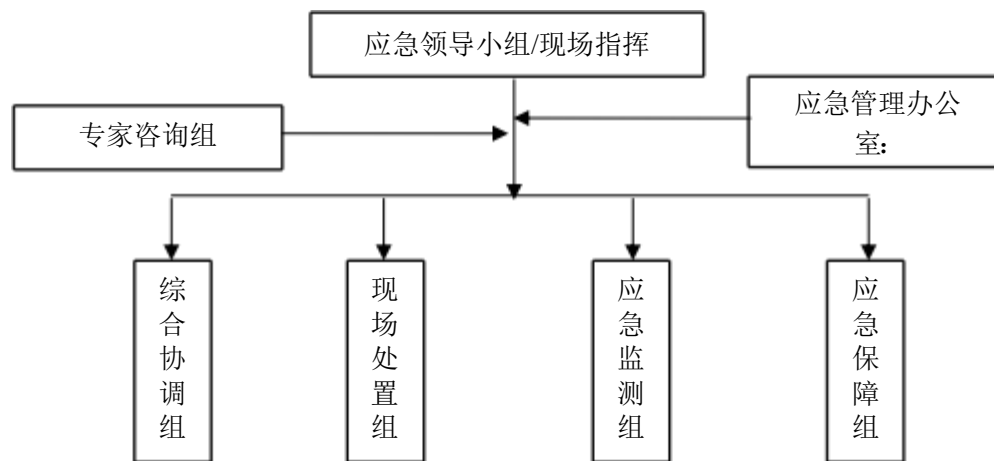 应急领导小组/现场指挥
专家咨询组
应急管理办公
室：
综合协调组
现场处置组
应急监测组
应急保障组